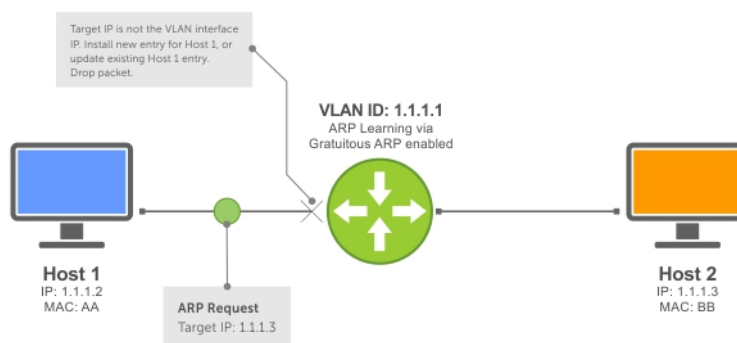 Target IP is not the VLAN interface
IP. Install new entry for Host 1, or
update existing Host 1 entry.
Drop packet.
VLAN ID: 1.1.1.1
ARP Learning via
Gratuitous ARP enabled
Host 1
IP: 1.1.1.2
MAC: AA
ARP Request
Target IP: 1.1.1.3
Host 2
IP: 1.1.1.3
MAC: BB